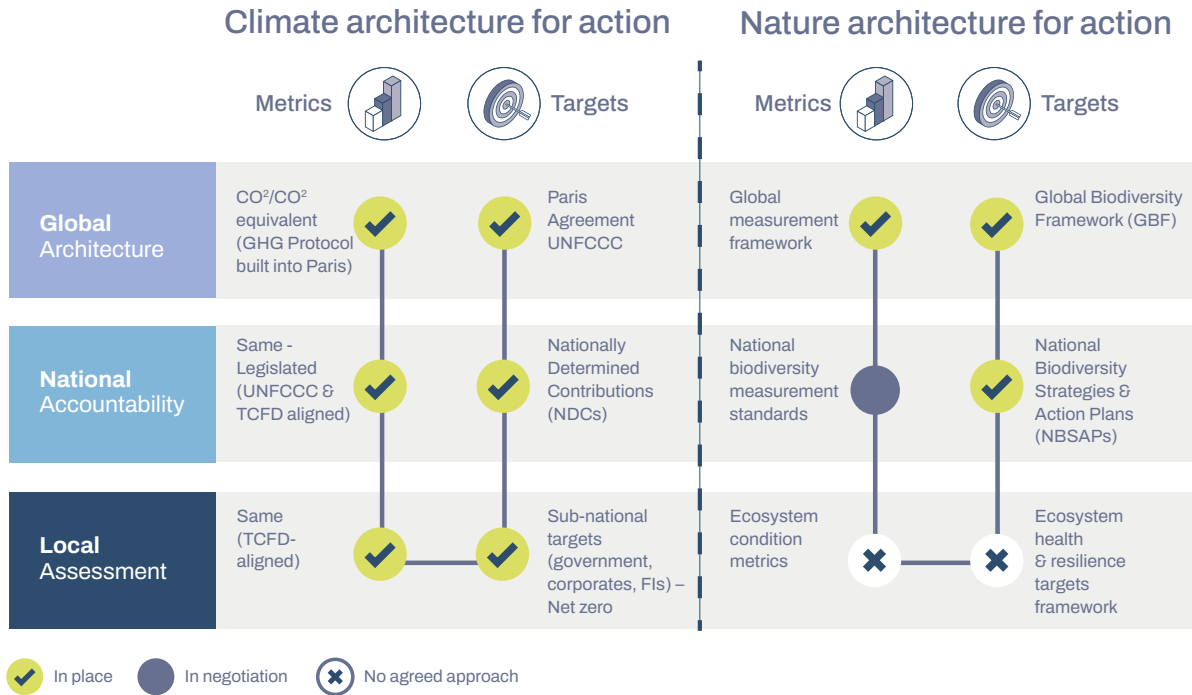 Climate architecture for action
Nature architecture for action
Metrics
Targets
Metrics
Targets
Global
Architecture
CO²/CO²
equivalent
(GHG Protocol
built into Paris)
Paris
Agreement
UNFCCC
Global
measurement
framework
Global Biodiversity
Framework (GBF)
National
Accountability
Same -
Legislated
(UNFCCC &
TCFD aligned)
Nationally
Determined
Contributions
(NDCs)
National
biodiversity
measurement
standards
National
Biodiversity
Strategies &
Action Plans
(NBSAPs)
Local
Assessment
Same
(TCFD-
aligned)
Sub-national
targets
(government,
corporates, FIs) –
Net zero
Ecosystem
condition
metrics
Ecosystem
health
& resilience
targets
framework
In place
In negotiation
No agreed approach